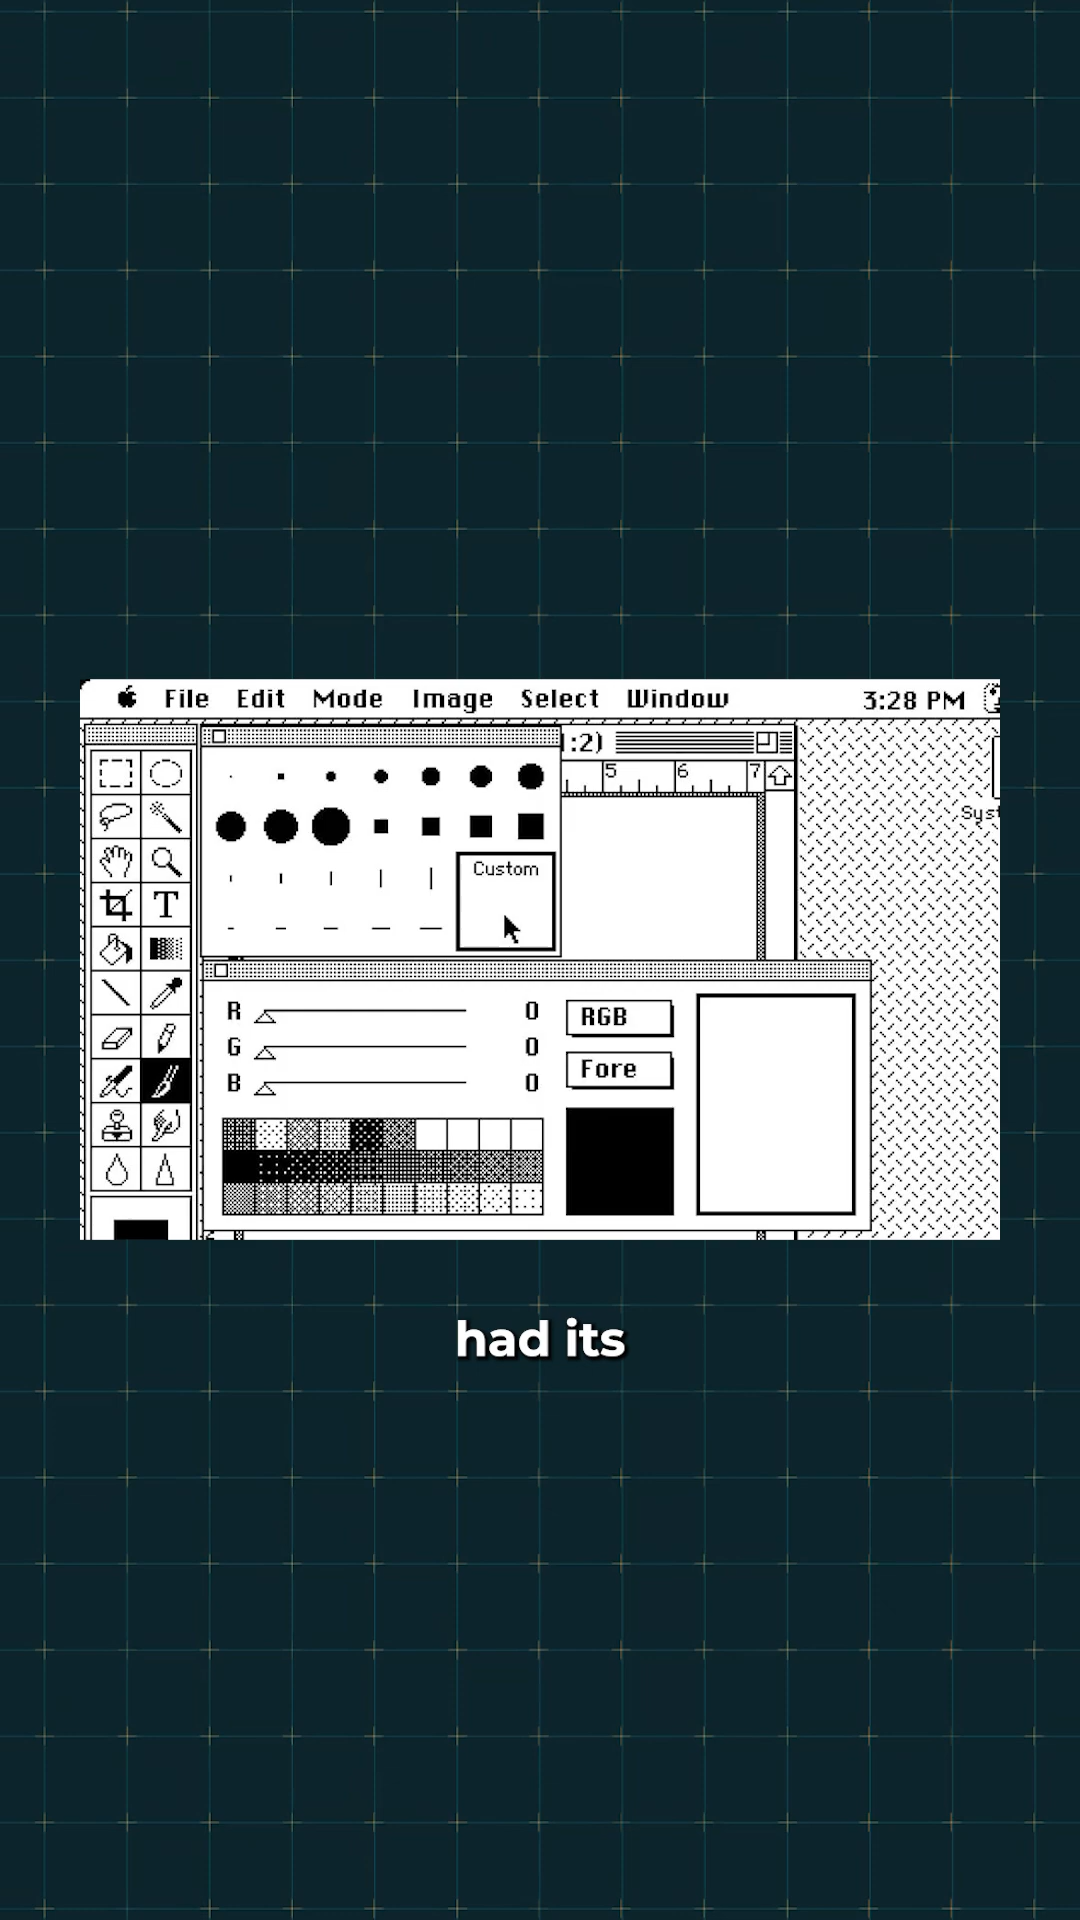 File Edit Mode Image Select Window 3:28 PM
:2)
5 6 7
Syst
Custom
T
R 0 RGB
G 0
Fore
B 0
2
had its